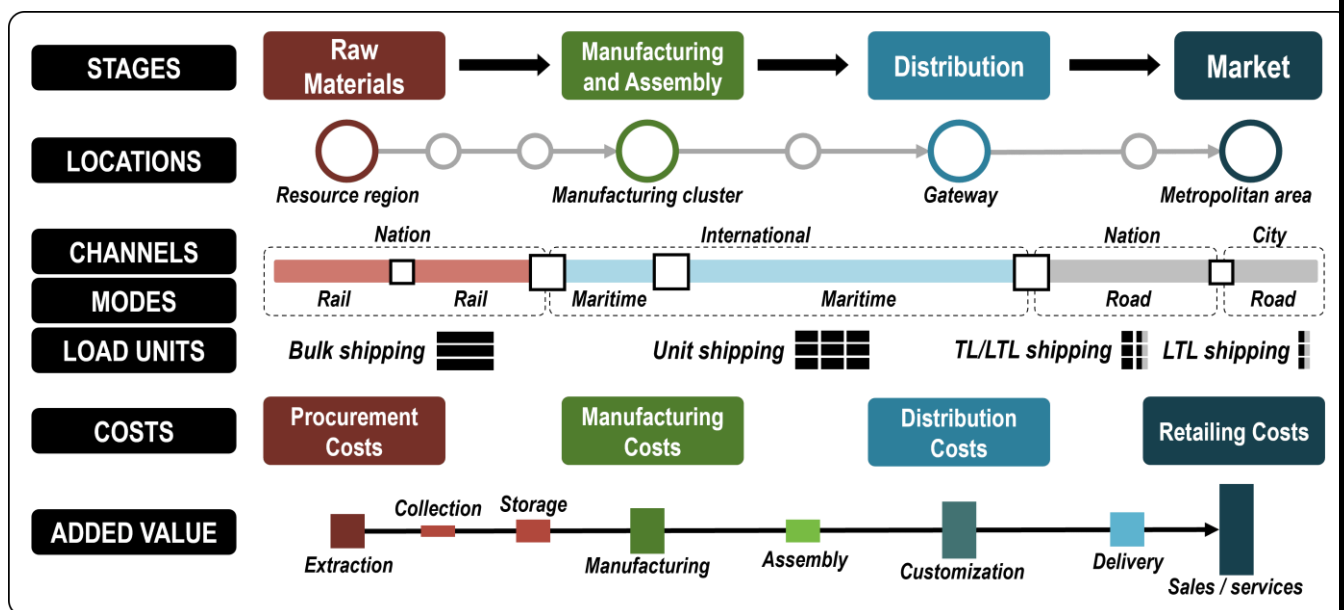 STAGES
Raw
Materials
Manufacturing
and Assembly
Distribution
Market
LOCATIONS
Resource region
Manufacturing cluster
Gateway
Metropolitan area
CHANNELS
Nation
International
Nation
City
MODES
Rail
Rail
Maritime
Maritime
Road
Road
LOAD UNITS
Bulk shipping
Unit shipping
TL/LTL shipping
LTL shipping
COSTS
Procurement
Costs
Manufacturing
Costs
Distribution
Costs
Retailing Costs
ADDED VALUE
Extraction
Collection
Storage
Manufacturing
Assembly
Customization
Delivery
Sales / services